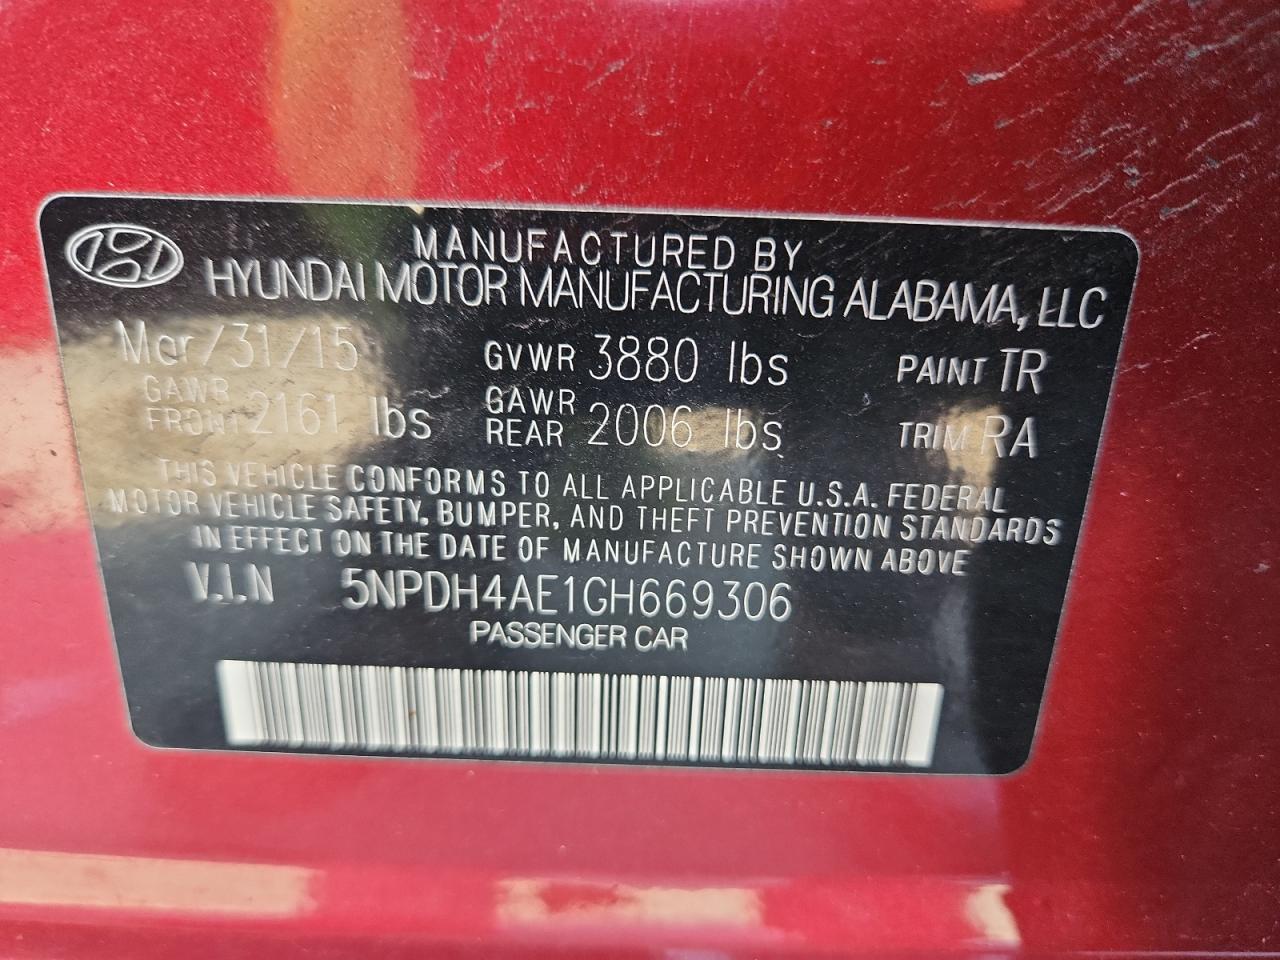 MANUFACTURED BY
HYUNDAI MOTOR MANUFACTURING ALABAMA, LLC
Mar/31/15 GVWR 3880 lbs PAINT TR
GAWR FRONT 2161 lbs GAWR REAR 2006 lbs TRIM RA
THIS VEHICLE CONFORMS TO ALL APPLICABLE U.S.A. FEDERAL
MOTOR VEHICLE SAFETY, BUMPER, AND THEFT PREVENTION STANDARDS
IN EFFECT ON THE DATE OF MANUFACTURE SHOWN ABOVE
V.I.N 5NPDH4AE1GH669306
PASSENGER CAR